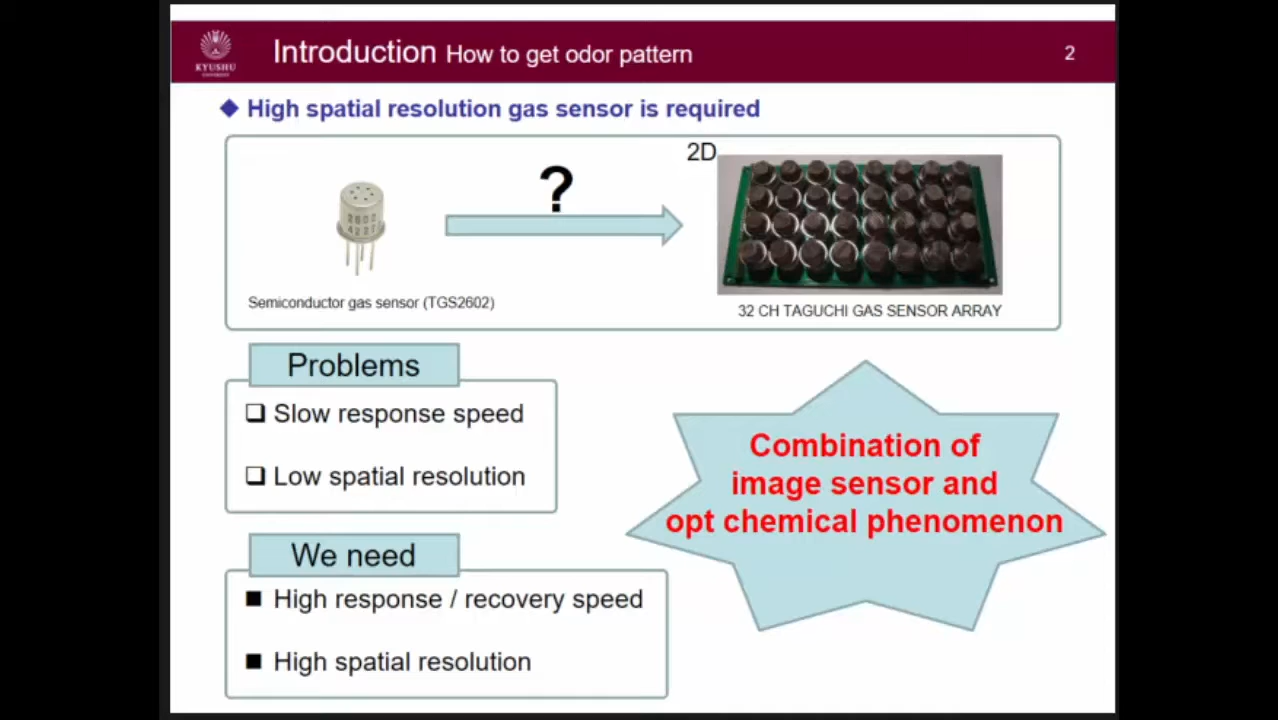 KYUSHU
UNIVERSITY
Introduction How to get odor pattern
2
High spatial resolution gas sensor is required
?
2D
2602
Semiconductor gas sensor (TGS2602)
32 CH TAGUCHI GAS SENSOR ARRAY
Problems
Slow response speed
Low spatial resolution
We need
High response / recovery speed
High spatial resolution
Combination of
image sensor and
opt chemical phenomenon